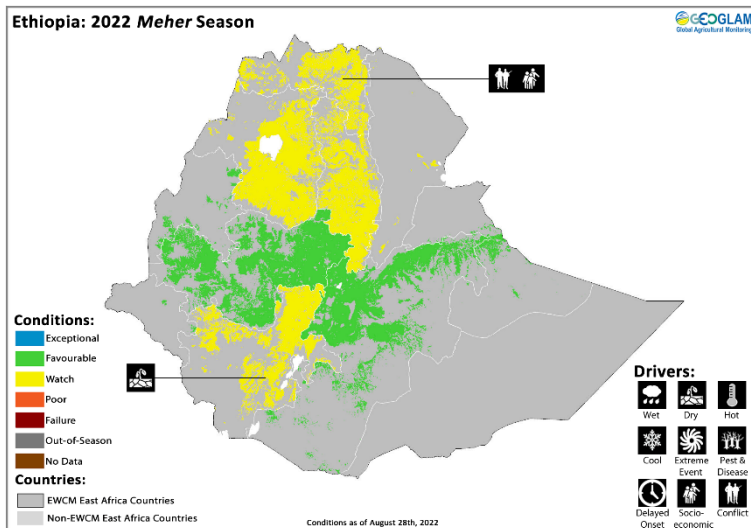 Ethiopia: 2022 Meher Season
GEOGLAM
Global Agricultural Monitoring
Conditions:
Exceptional
Favourable
Watch
Poor
Failure
Out-of-Season
No Data
Countries:
EWCM East Africa Countries
Non-EWCM East Africa Countries
Conditions as of August 28th, 2022
Drivers:
Wet
Dry
Hot
Cool
Extreme
Event
Pest &
Disease
Delayed
Onset
Socio-
economic
Conflict